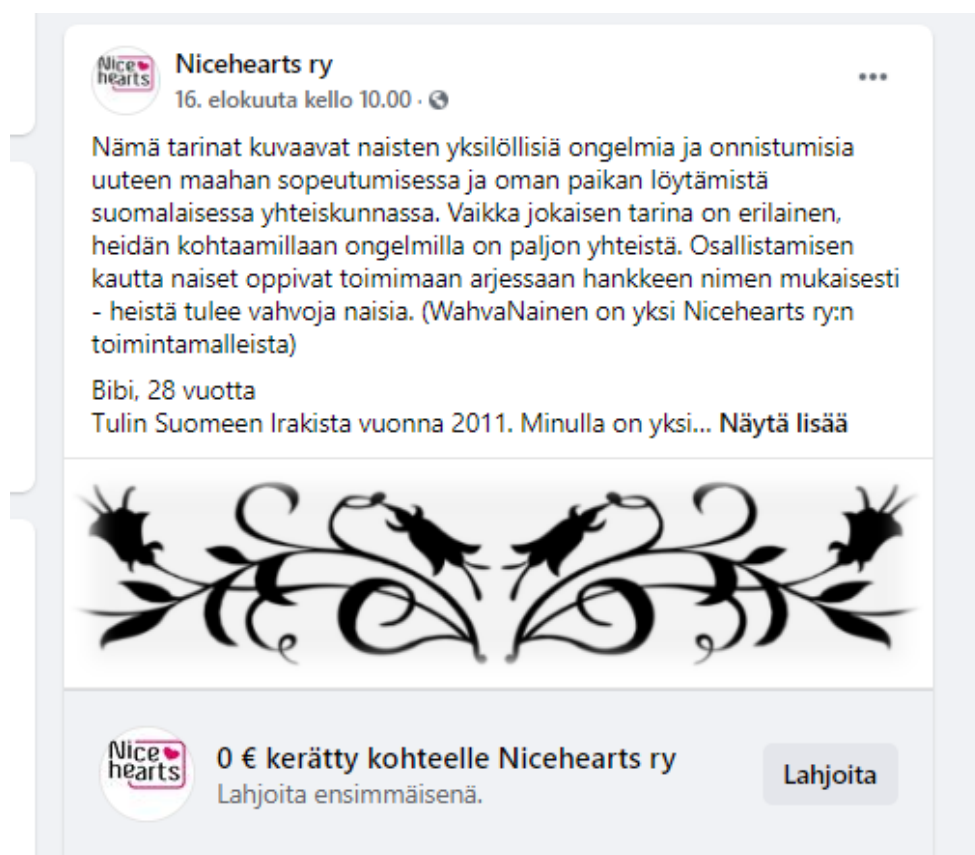 Nice
hearts
Nicehearts ry
16. elokuuta kello 10.00 ·
Nämä tarinat kuvaavat naisten yksilöllisiä ongelmia ja onnistumisia
uuteen maahan sopeutumisessa ja oman paikan löytämistä
suomalaisessa yhteiskunnassa. Vaikka jokaisen tarina on erilainen,
heidän kohtaamillaan ongelmilla on paljon yhteistä. Osallistamisen
kautta naiset oppivat toimimaan arjessaan hankkeen nimen mukaisesti
- heistä tulee vahvoja naisia. (WahvaNainen on yksi Nicehearts ry:n
toimintamalleista)
Bibi, 28 vuotta
Tulin Suomeen Irakista vuonna 2011. Minulla on yksi... Näytä lisää
Nice
hearts
0 € kerätty kohteelle Nicehearts ry
Lahjoita ensimmäisenä.
Lahjoita